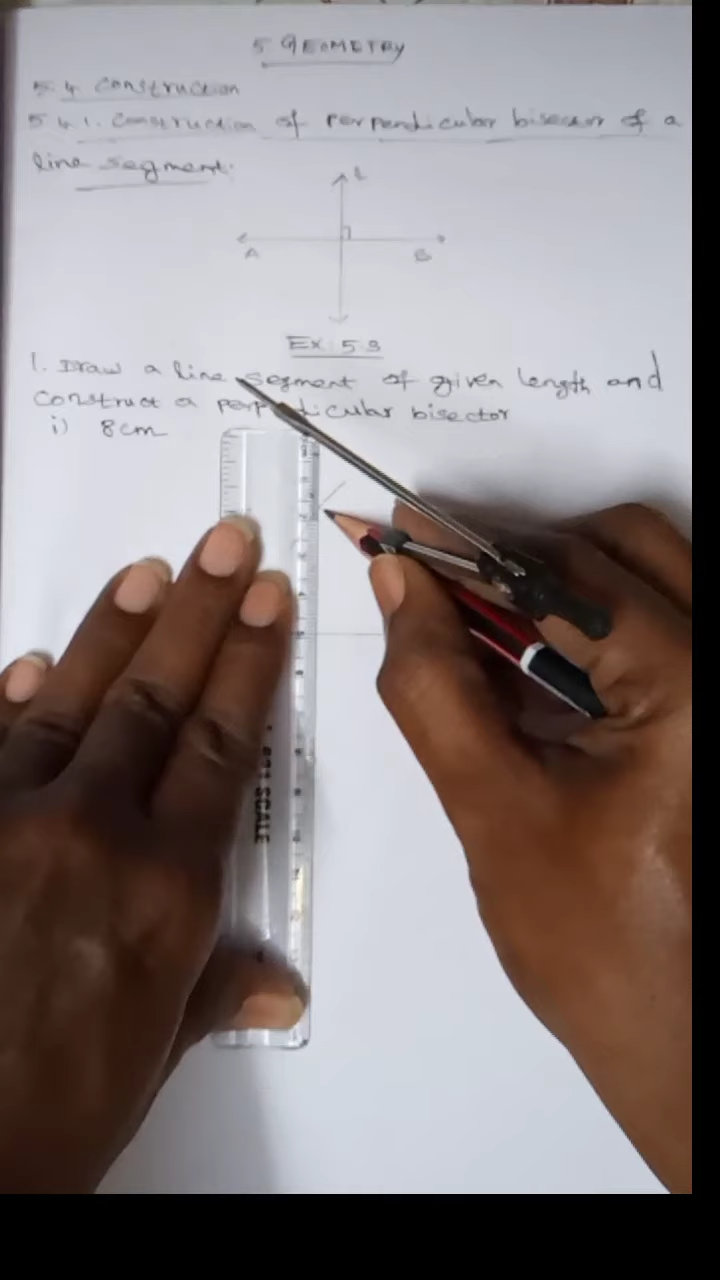 5 GEOMETRY
5.4 Construction
5.4.1. Construction of perpendicular bisector of a
line segment:
l
A B
Ex: 5.3
1. Draw a line segment of given length and
construct a perpendicular bisector
i) 8cm
SCALE